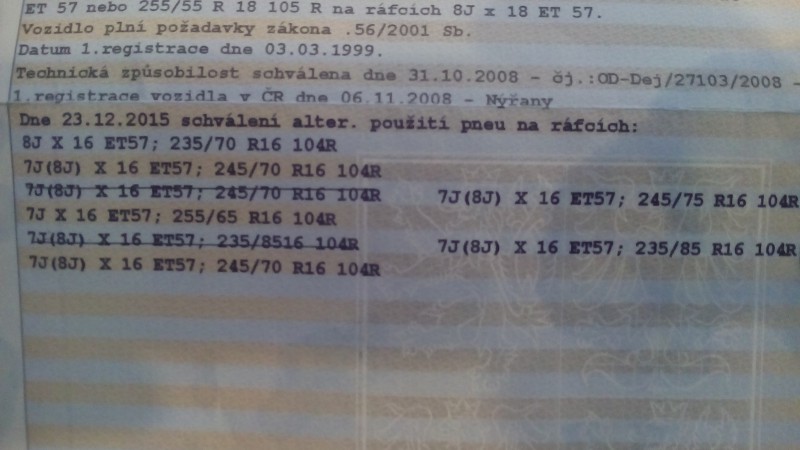 ET 57 nebo 255/55 R 18 105 R na ráfcích 8J x 18 ET 57.
Vozidlo plní požadavky zákona .56/2001 Sb.
Datum 1.registrace dne 03.03.1999.
Technická způsobilost schválena dne 31.10.2008 - čj.:OD-Dej/27103/2008 -
1.registrace vozidla v ČR dne 06.11.2008 - Nýřany
Dne 23.12.2015 schválení alter. použití pneu na ráfcích:
8J X 16 ET57; 235/70 R16 104R
7J(8J) X 16 ET57; 245/70 R16 104R
7J(8J) X 16 ET57; 245/70 R16 104R 7J(8J) X 16 ET57; 245/75 R16 104R
7J X 16 ET57; 255/65 R16 104R
7J(8J) X 16 ET57; 235/8516 104R 7J(8J) X 16 ET57; 235/85 R16 104R
7J(8J) X 16 ET57; 245/70 R16 104R